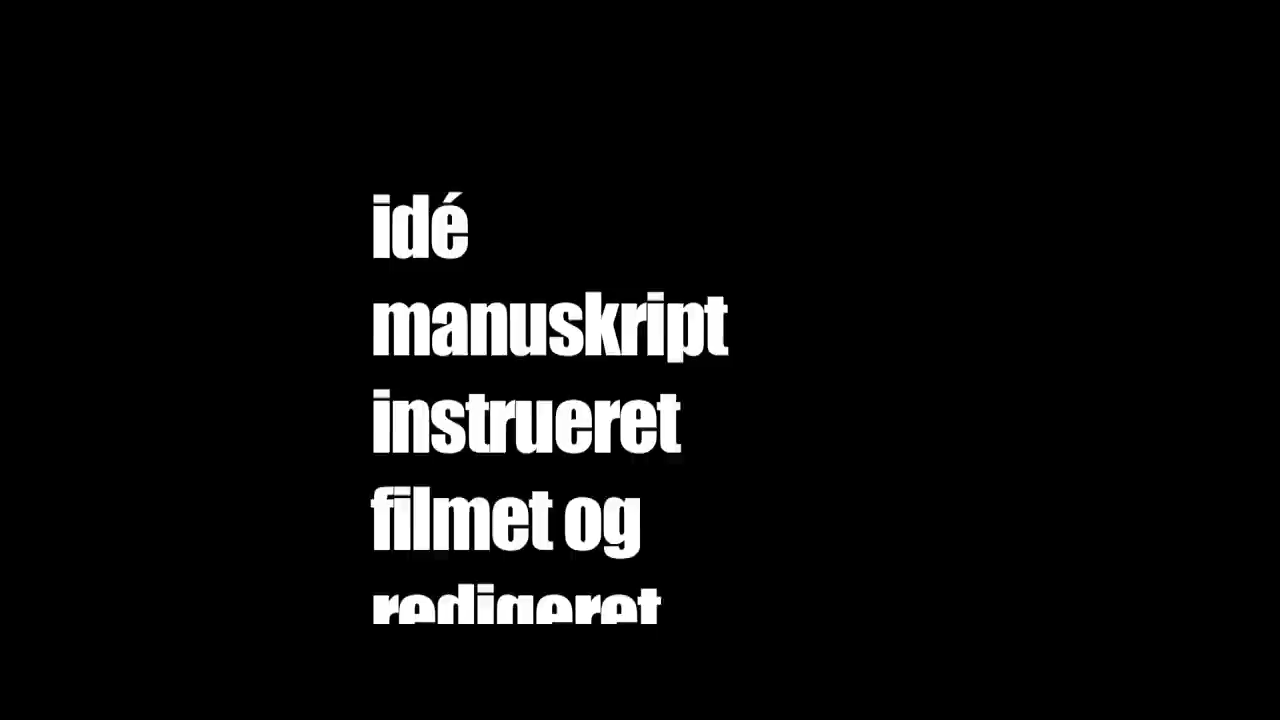 idé
manuskript
instrueret
filmet og
redigeret